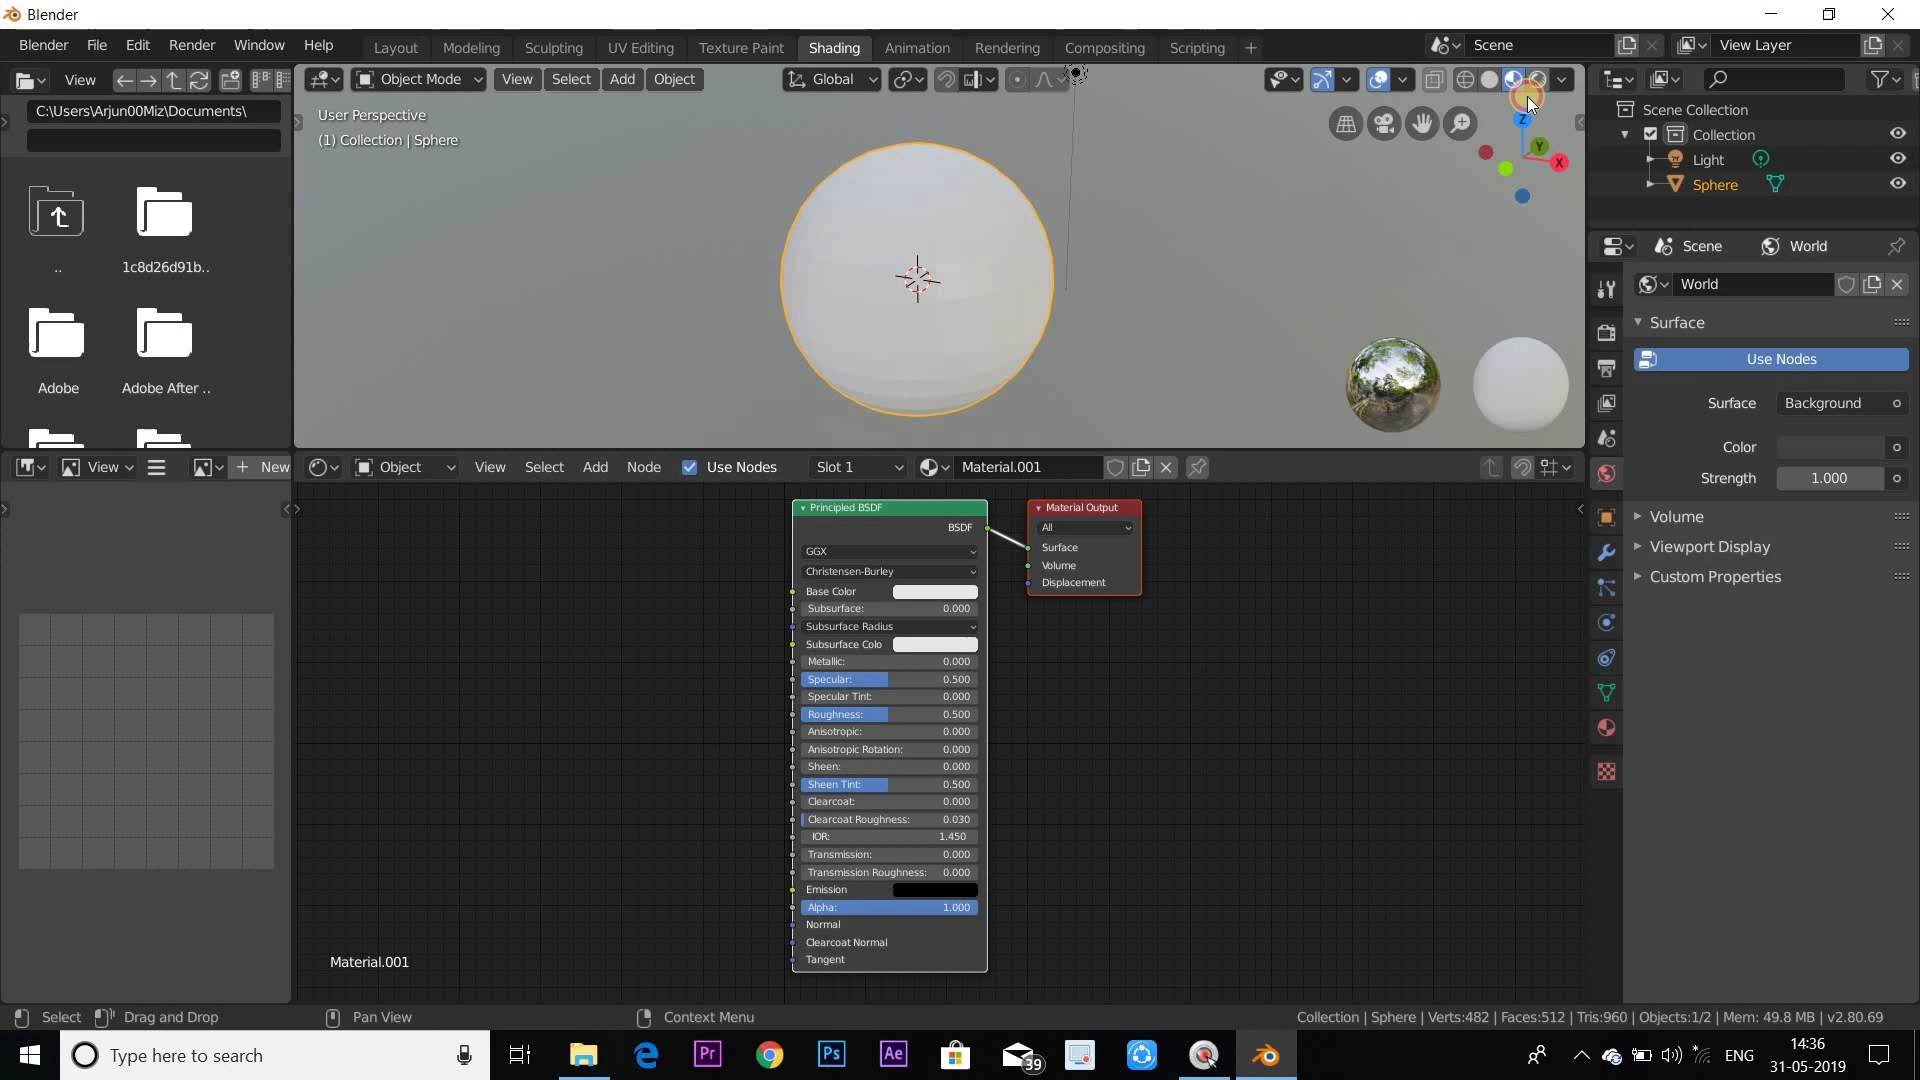 Blender
Blender File Edit Render Window Help Layout Modeling Sculpting UV Editing Texture Paint Shading Animation Rendering Compositing Scripting + Scene View Layer
View Object Mode View Select Add Object Global
C:\Users\Arjun00Miz\Documents\
User Perspective
(1) Collection | Sphere
Z
Y
X
Scene Collection
Collection
Light
Sphere
..
1c8d26d91b..
Adobe
Adobe After ..
Scene World
World
Surface
Use Nodes
Surface Background
Color
Strength 1.000
Volume
Viewport Display
Custom Properties
View + New Object View Select Add Node Use Nodes Slot 1 Material.001
Principled BSDF
BSDF
GGX
Christensen-Burley
Base Color
Subsurface: 0.000
Subsurface Radius
Subsurface Colo
Metallic: 0.000
Specular: 0.500
Specular Tint: 0.000
Roughness: 0.500
Anisotropic: 0.000
Anisotropic Rotation: 0.000
Sheen: 0.000
Sheen Tint: 0.500
Clearcoat: 0.000
Clearcoat Roughness: 0.030
IOR: 1.450
Transmission: 0.000
Transmission Roughness: 0.000
Emission
Alpha: 1.000
Normal
Clearcoat Normal
Tangent
Material Output
All
Surface
Volume
Displacement
Material.001
Select Drag and Drop Pan View Context Menu Collection | Sphere | Verts:482 | Faces:512 | Tris:960 | Objects:1/2 | Mem: 49.8 MB | v2.80.69
Type here to search Pr Ps Ae 39 ENG
14:36
31-05-2019